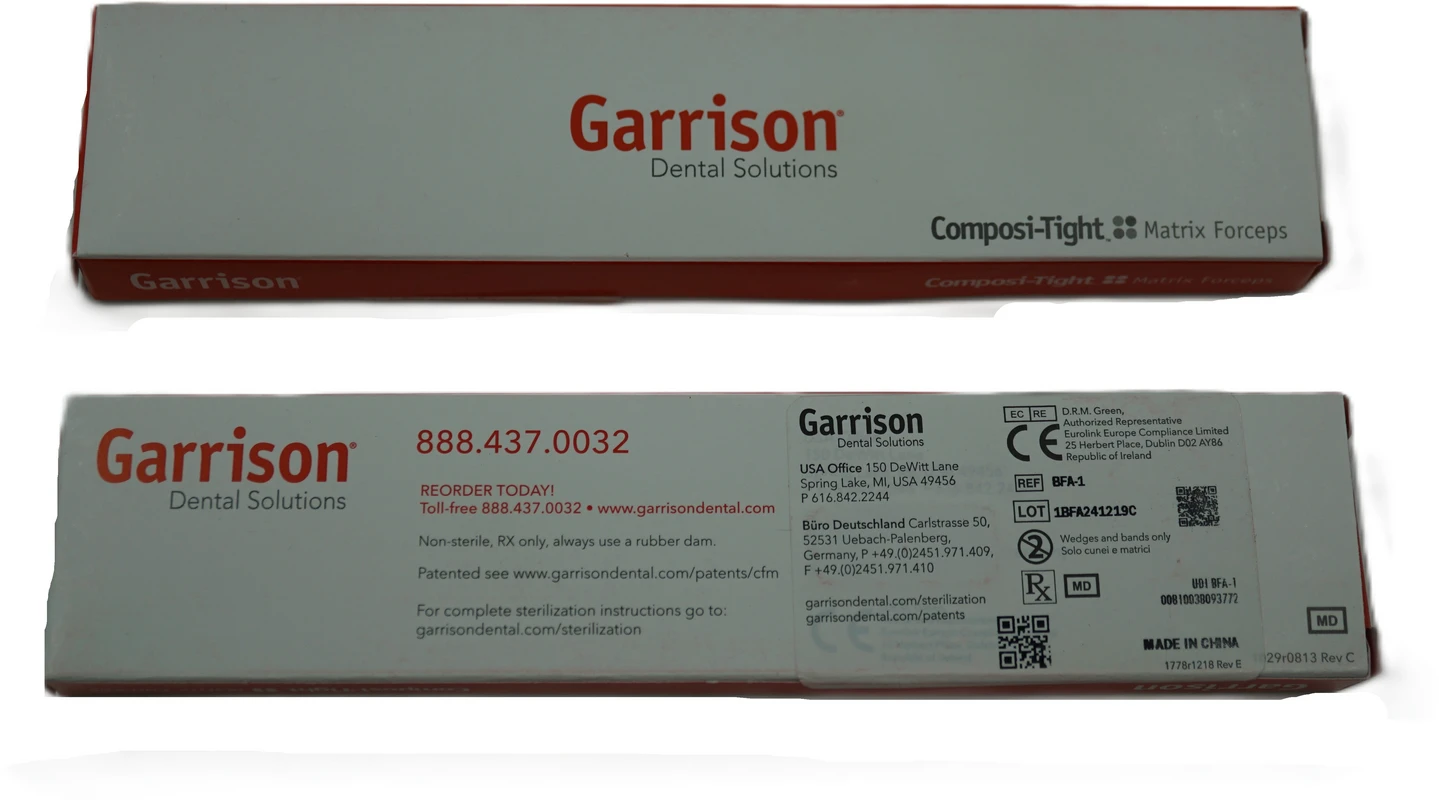 Garrison®
Dental Solutions
Composi-Tight™ Matrix Forceps
Garrison
Composi-Tight Matrix Forceps
Garrison®
Dental Solutions
888.437.0032
REORDER TODAY!
Toll-free 888.437.0032 • www.garrisondental.com
Non-sterile, RX only, always use a rubber dam.
Patented see www.garrisondental.com/patents/cfm
For complete sterilization instructions go to:
garrisondental.com/sterilization
Garrison
Dental Solutions
USA Office 150 DeWitt Lane
Spring Lake, MI, USA 49456
P 616.842.2244
Büro Deutschland Carlstrasse 50,
52531 Uebach-Palenberg,
Germany, P +49.(0)2451.971.409,
F +49.(0)2451.971.410
garrisondental.com/sterilization
garrisondental.com/patents
EC RE
D.R.M. Green,
Authorized Representative
Eurolink Europe Compliance Limited
25 Herbert Place, Dublin D02 AY86
Republic of Ireland
CE
REF BFA-1
LOT 1BFA241219C
2 Wedges and bands only
Solo cunei e matrici
Rx MD
UDI BFA-1
00810038093772
MADE IN CHINA
1778r1218 Rev E
MD
29r0813 Rev C
Garrison